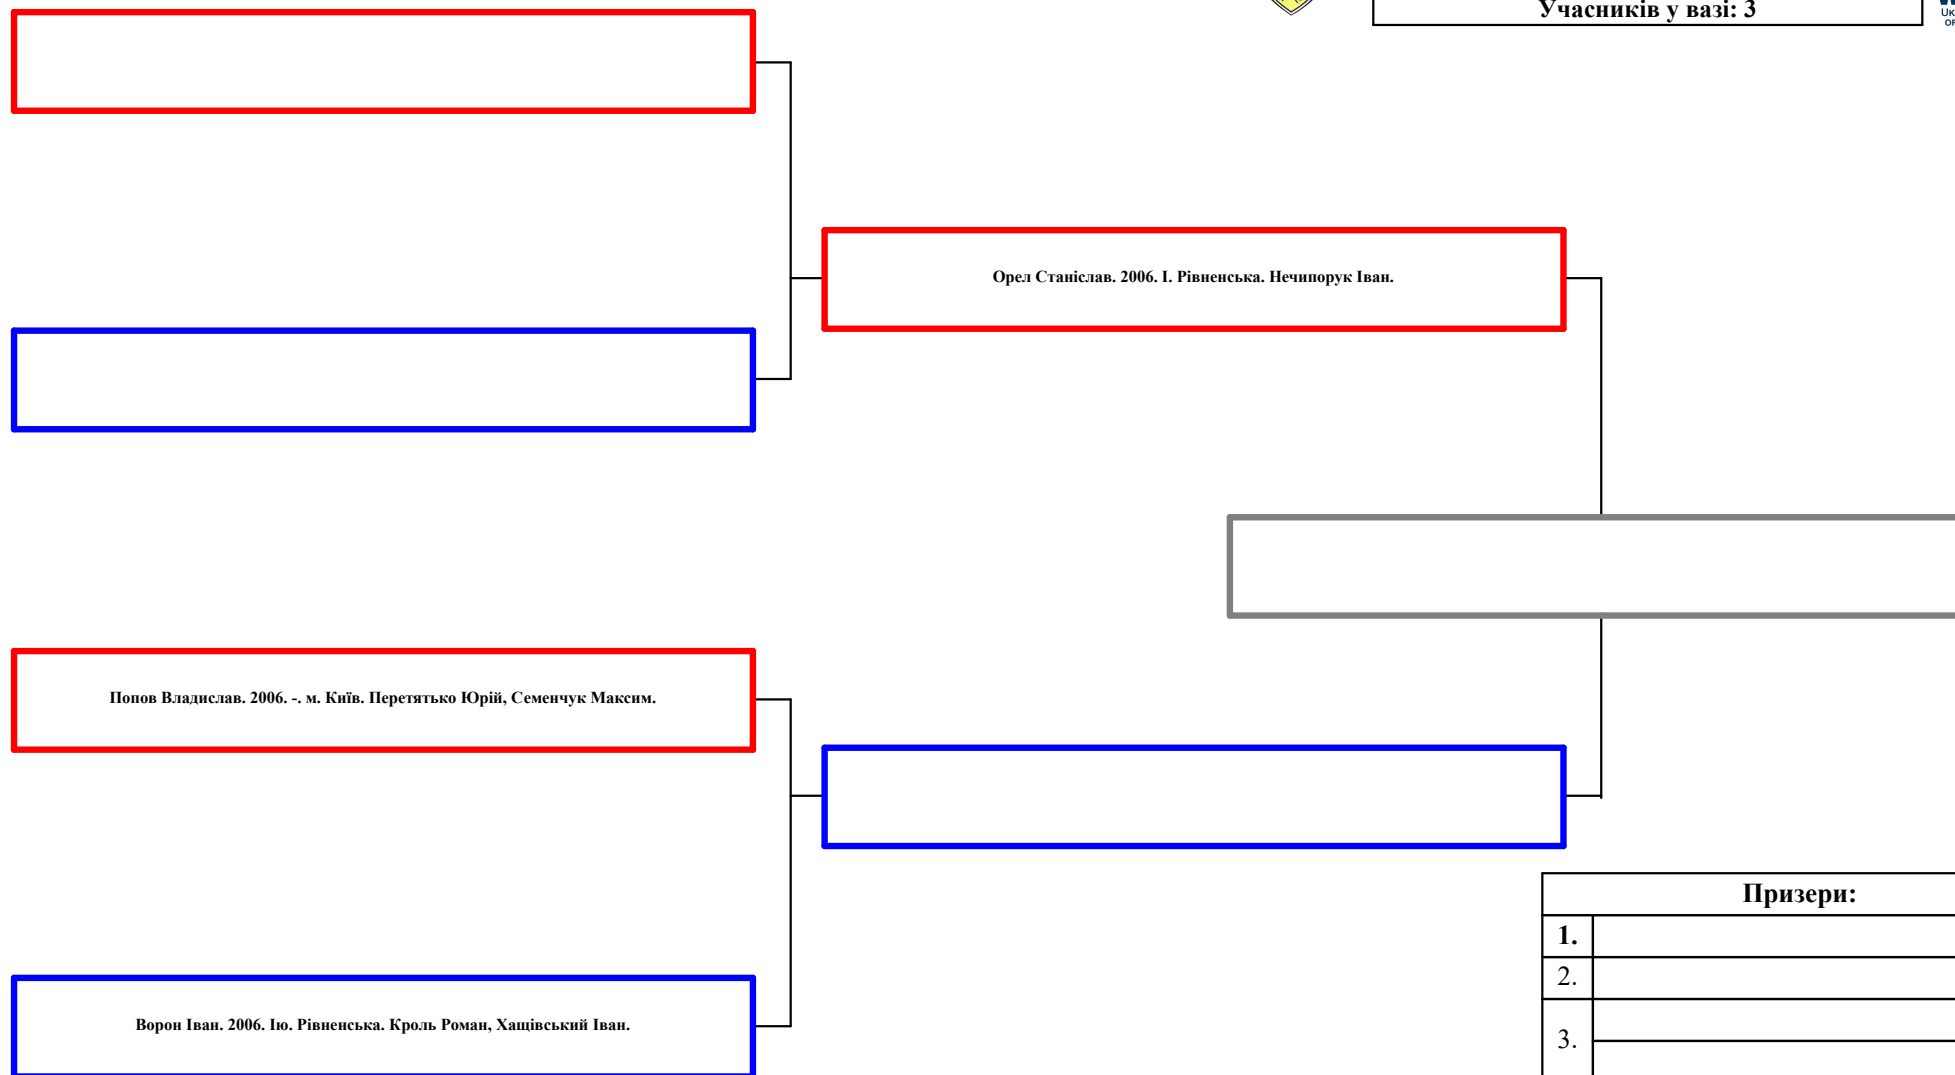 Учасників у вазі: 3
Орел Станіслав. 2006. І. Рівненська. Нечипорук Іван.
Попов Владислав. 2006. -. м. Київ. Перетятько Юрій, Семенчук Максим.
Ворон Іван. 2006. Ію. Рівненська. Кроль Роман, Хащівський Іван.
Призери:
1.
2.
3.